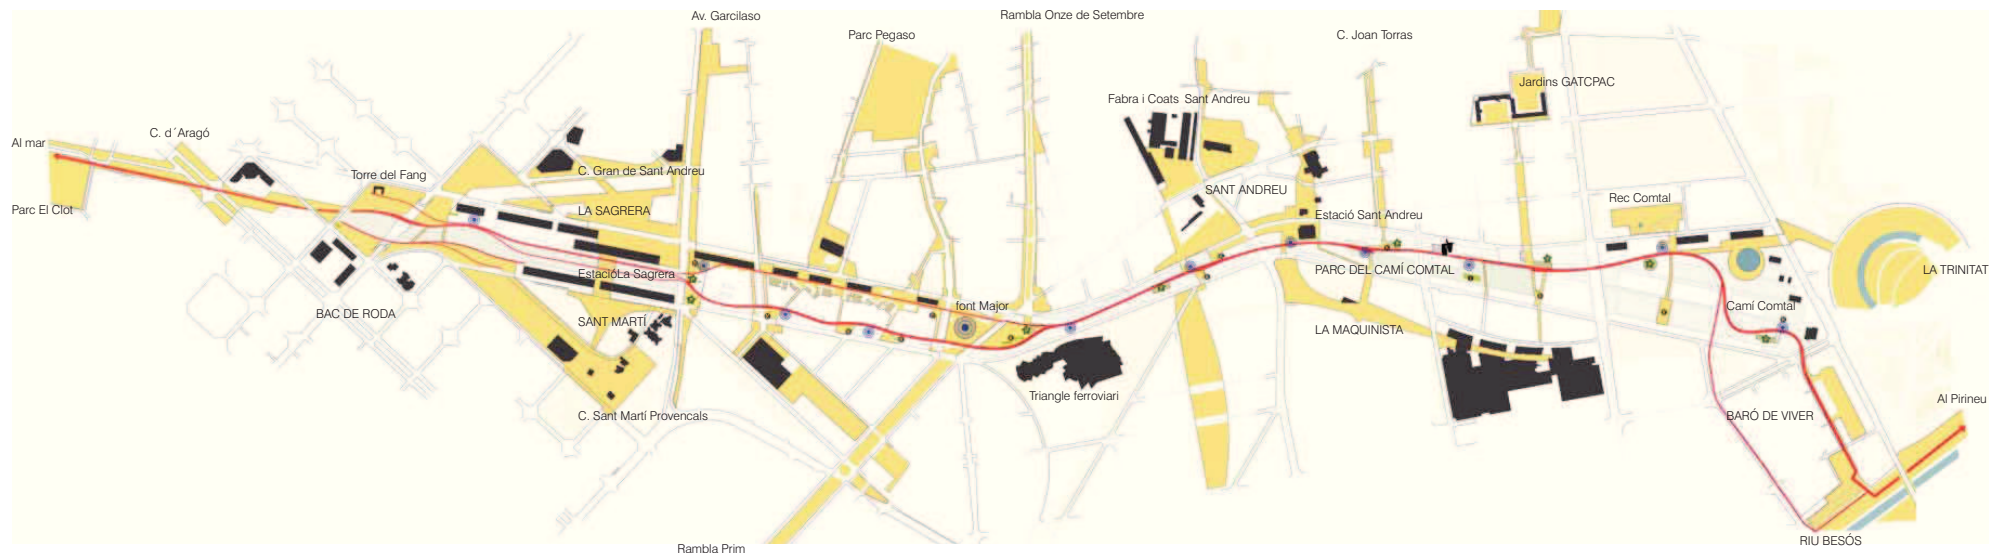 Av. Garcilaso
Rambla Onze de Setembre
Parc Pegaso
C. Joan Torras
Jardins GATCPAC
Fabra i Coats Sant Andreu
C. d´Aragó
Al mar
Torre del Fang
C. Gran de Sant Andreu
SANT ANDREU
Rec Comtal
Parc El Clot
LA SAGRERA
Estació Sant Andreu
EstacióLa Sagrera
PARC DEL CAMÍ COMTAL
LA TRINITAT
font Major
Camí Comtal
BAC DE RODA
SANT MARTÍ
LA MAQUINISTA
Triangle ferroviari
Al Pirineu
C. Sant Martí Provencals
BARÓ DE VIVER
RIU BESÓS
Rambla Prim